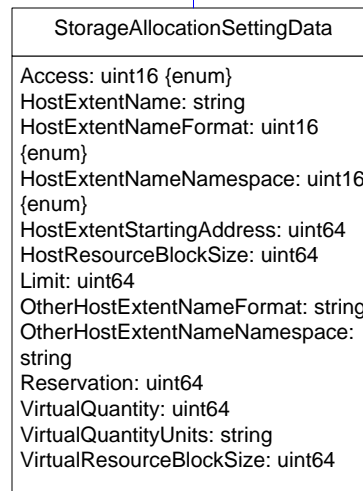 StorageAllocationSettingData
Access: uint16 {enum}
HostExtentName: string
HostExtentNameFormat: uint16
{enum}
HostExtentNameNamespace: uint16
{enum}
HostExtentStartingAddress: uint64
HostResourceBlockSize: uint64
Limit: uint64
OtherHostExtentNameFormat: string
OtherHostExtentNameNamespace:
string
Reservation: uint64
VirtualQuantity: uint64
VirtualQuantityUnits: string
VirtualResourceBlockSize: uint64